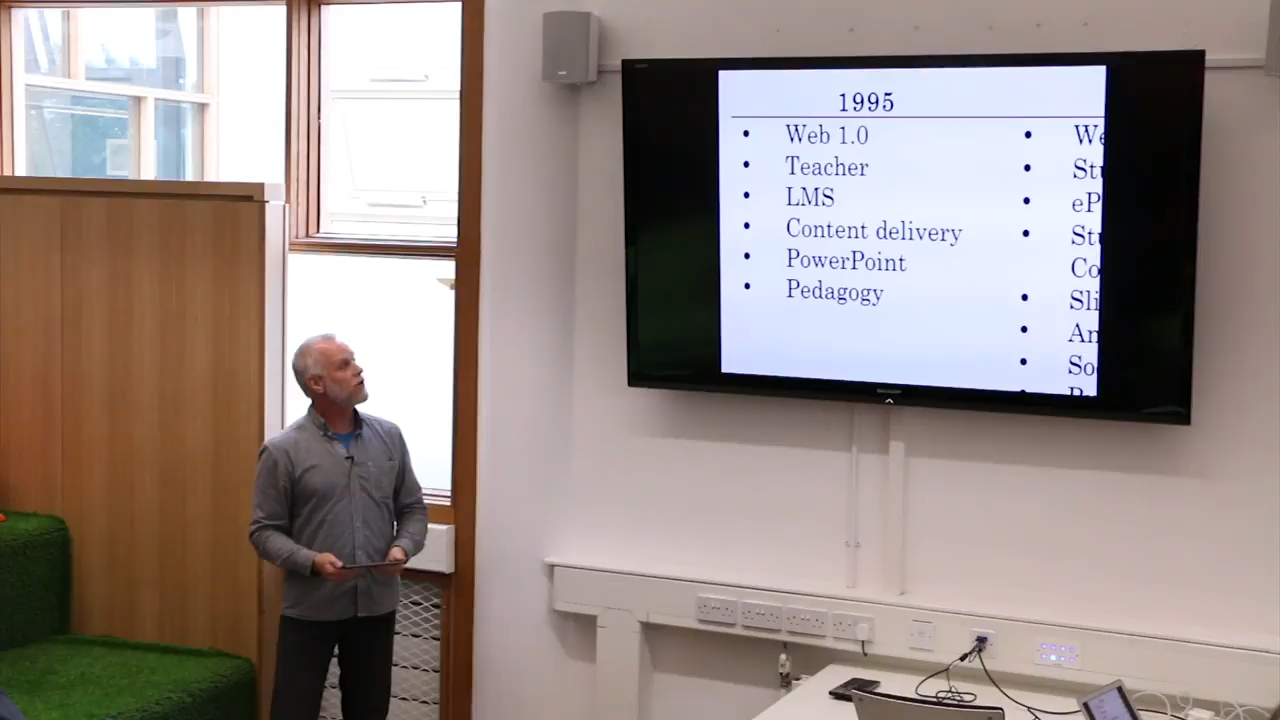 1995
• Web 1.0
• Teacher
• LMS
• Content delivery
• PowerPoint
• Pedagogy